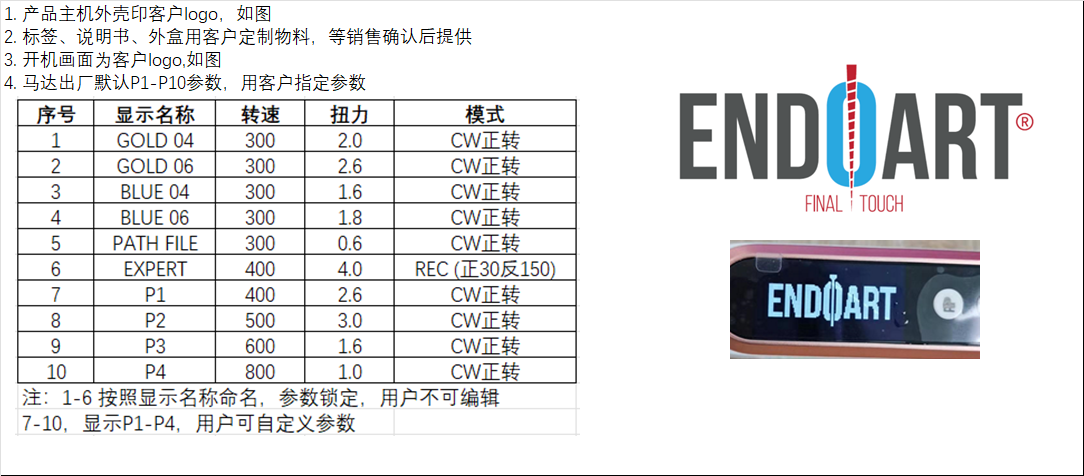 1. 产品主机外壳印客户logo，如图
2. 标签、说明书、外盒用客户定制物料，等销售确认后提供
3. 开机画面为客户logo,如图
4. 马达出厂默认P1-P10参数，用客户指定参数
序号 显示名称 转速 扭力 模式
1 GOLD 04 300 2.0 CW正转
2 GOLD 06 300 2.6 CW正转
3 BLUE 04 300 1.6 CW正转
4 BLUE 06 300 1.8 CW正转
5 PATH FILE 300 0.6 CW正转
6 EXPERT 400 4.0 REC (正30反150)
7 P1 400 2.6 CW正转
8 P2 500 3.0 CW正转
9 P3 600 1.6 CW正转
10 P4 800 1.0 CW正转
注：1-6 按照显示名称命名，参数锁定，用户不可编辑
7-10，显示P1-P4，用户可自定义参数
ENDOART®
FINAL TOUCH
ENDOART